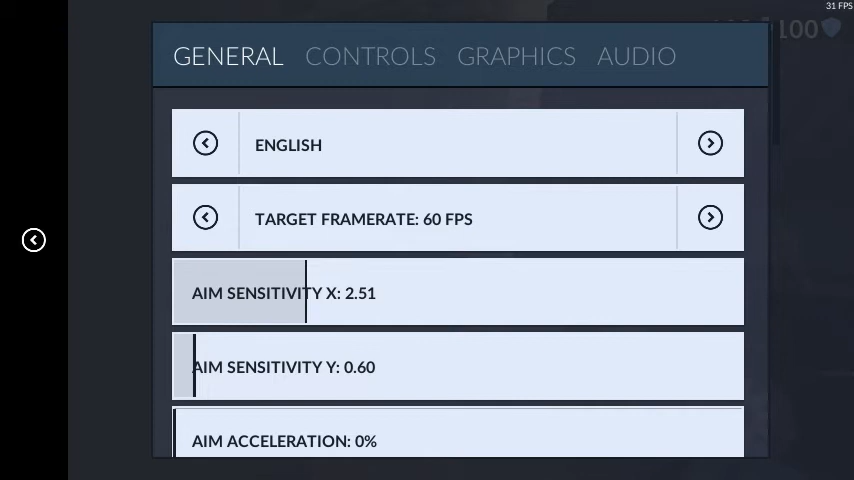 31 FPS
100
GENERAL CONTROLS GRAPHICS AUDIO
ENGLISH
TARGET FRAMERATE: 60 FPS
AIM SENSITIVITY X: 2.51
AIM SENSITIVITY Y: 0.60
AIM ACCELERATION: 0%